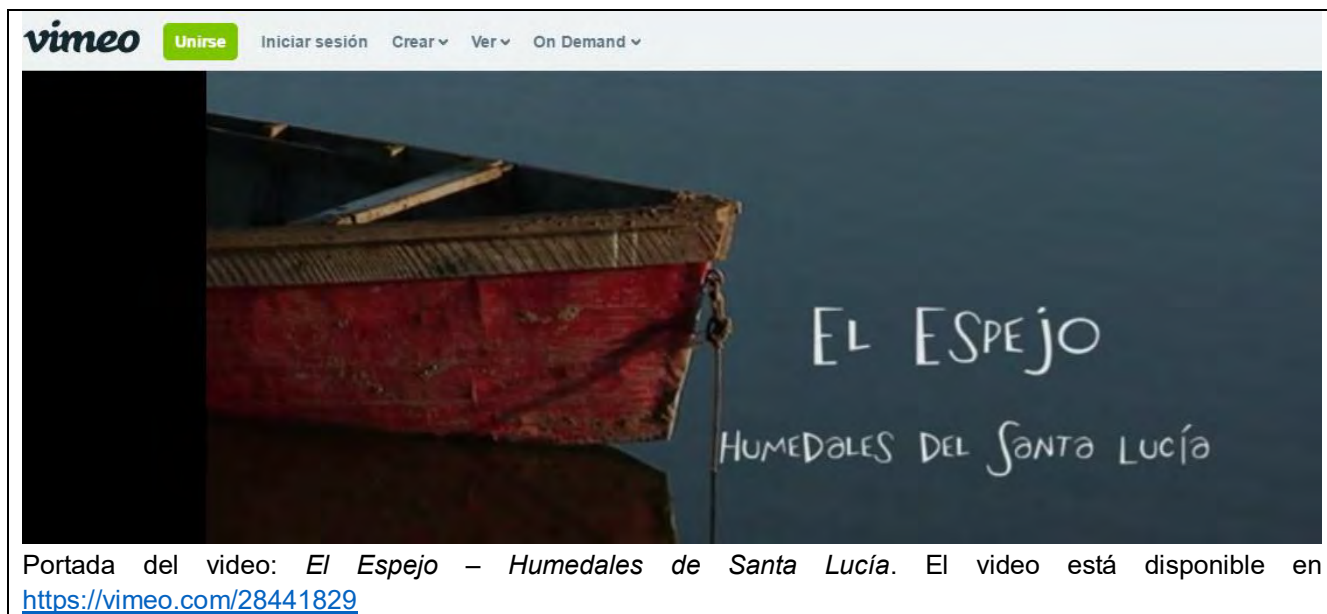 vimeo Unirse Iniciar sesión Crear Ver On Demand
EL ESPEJO
HUMEDALES DEL SANTA LUCÍA
Portada del video: El Espejo – Humedales de Santa Lucía. El video está disponible en
https://vimeo.com/28441829